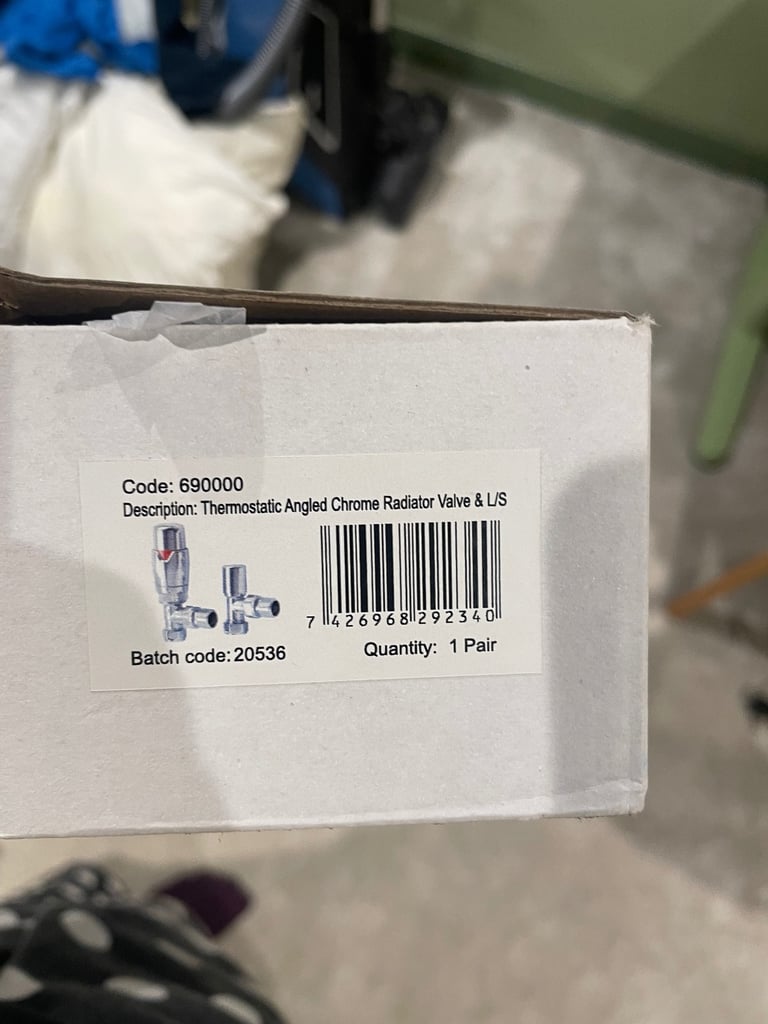 Code: 690000
Description: Thermostatic Angled Chrome Radiator Valve & L/S
7 426968 292340
Batch code: 20536
Quantity: 1 Pair